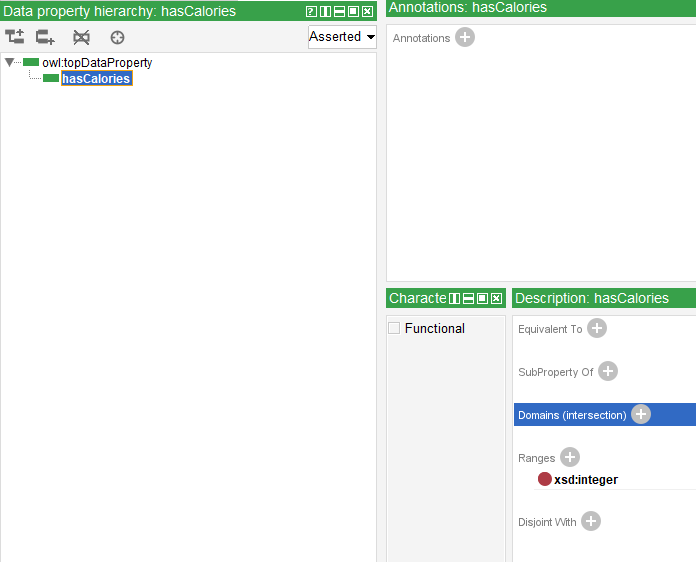 Data property hierarchy: hasCalories
Asserted
owl:topDataProperty
hasCalories
Annotations: hasCalories
Annotations
Characte
Functional
Description: hasCalories
Equivalent To
SubProperty Of
Domains (intersection)
Ranges
xsd:integer
Disjoint With